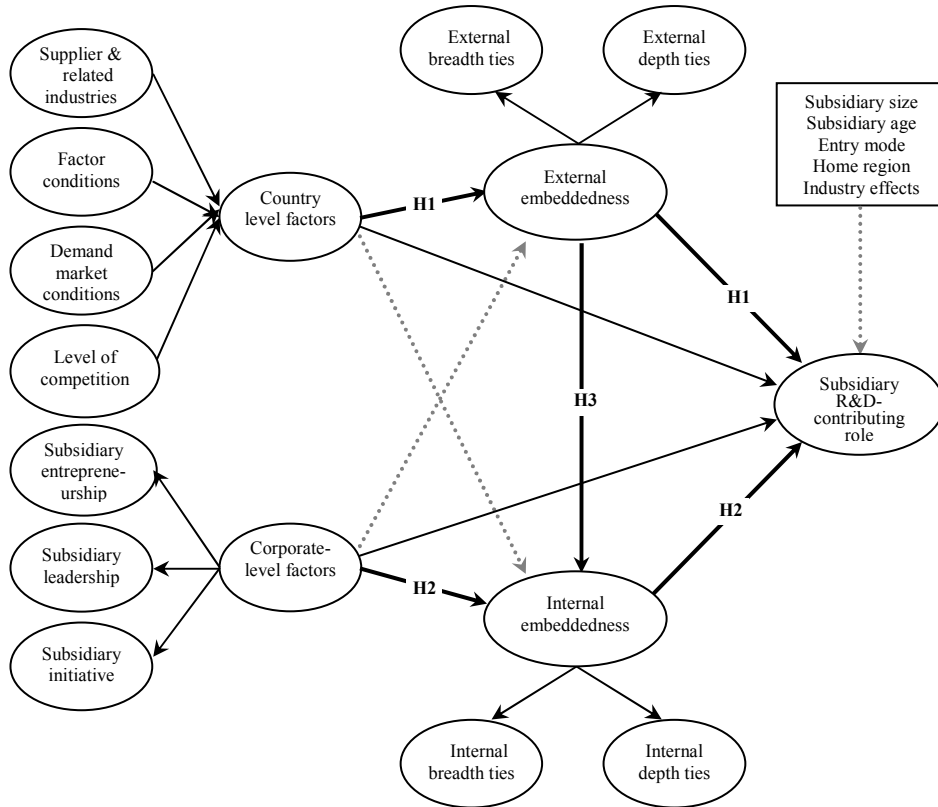 Supplier &
related
industries
Factor
conditions
Demand
market
conditions
Level of
competition
Subsidiary
entreprene-
urship
Subsidiary
leadership
Subsidiary
initiative
Country
level factors
Corporate-
level factors
External
breadth ties
External
depth ties
External
embeddedness
H1
H1
H3
H2
H2
Internal
embeddedness
Internal
breadth ties
Internal
depth ties
Subsidiary size
Subsidiary age
Entry mode
Home region
Industry effects
Subsidiary
R&D-
contributing
role